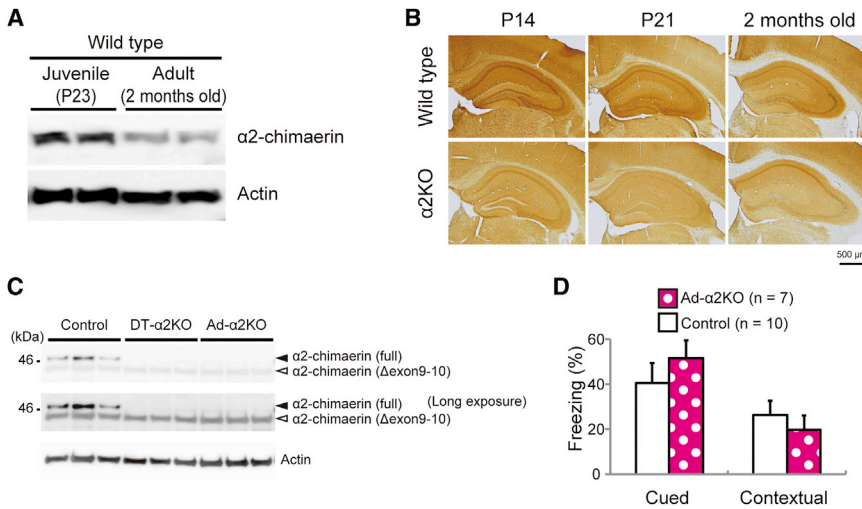 A
Wild type
Juvenile
(P23)
Adult
(2 months old)
α2-chimaerin
Actin
B
P14
P21
2 months old
Wild type
α2KO
500 μm
C
(kDa)
Control
DT-α2KO
Ad-α2KO
46
α2-chimaerin (full)
α2-chimaerin (Δexon9-10)
46
α2-chimaerin (full) (Long exposure)
α2-chimaerin (Δexon9-10)
Actin
D
Ad-α2KO (n = 7)
Control (n = 10)
Freezing (%)
60
40
20
0
Cued
Contextual